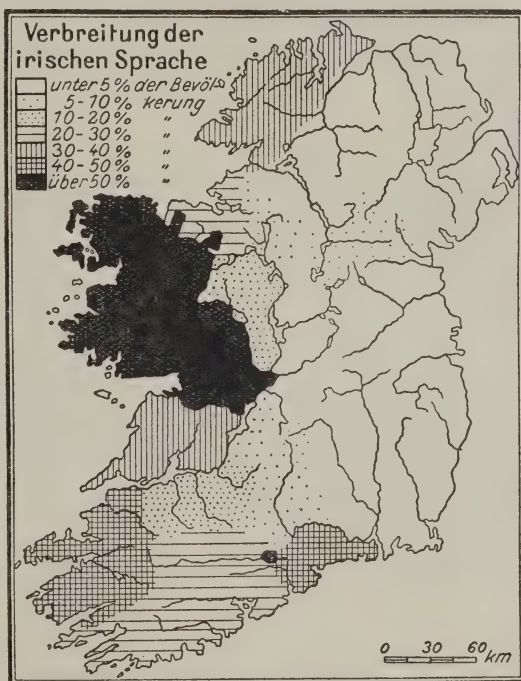 Verbreitung der
irischen Sprache
unter 5% der Bevöl-
5-10% kerung
10-20% "
20-30% "
30-40% "
40-50% "
über 50% "
0 30 60
km